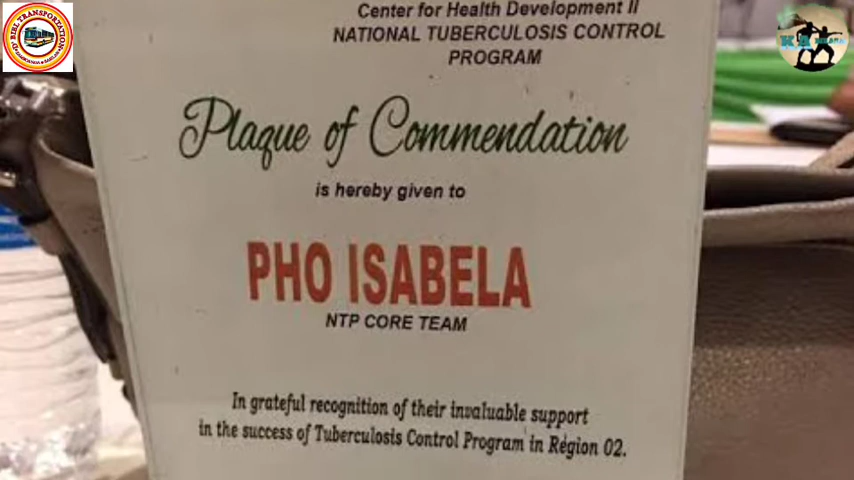 Center for Health Development II
NATIONAL TUBERCULOSIS CONTROL
PROGRAM
Plaque of Commendation
is hereby given to
PHO ISABELA
NTP CORE TEAM
In grateful recognition of their invaluable support
in the success of Tuberculosis Control Program in Region 02.